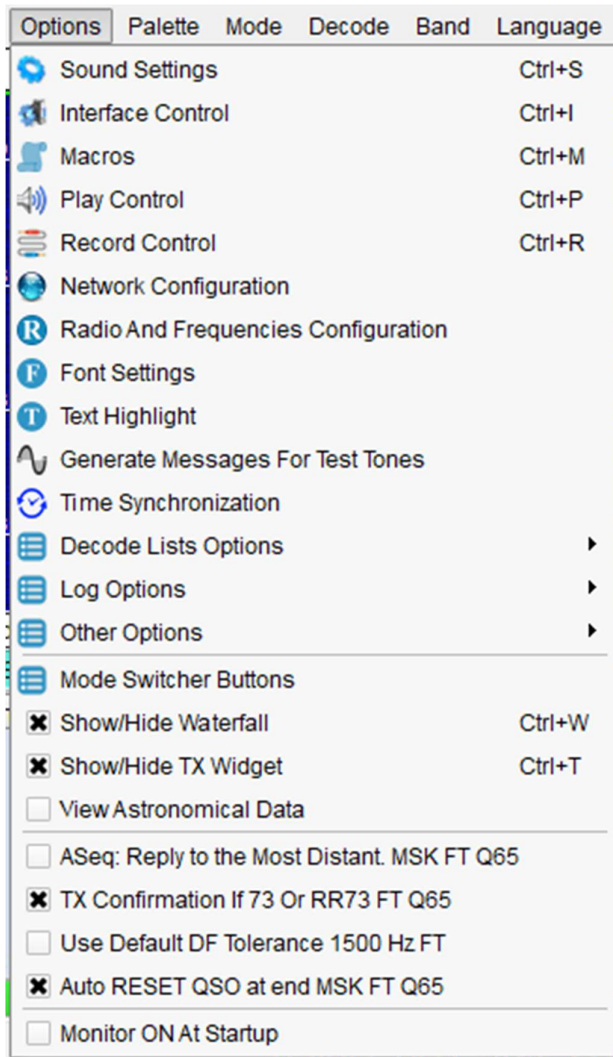 Options Palette Mode Decode Band Language
Sound Settings Ctrl+S
Interface Control Ctrl+I
Macros Ctrl+M
Play Control Ctrl+P
Record Control Ctrl+R
Network Configuration
R Radio And Frequencies Configuration
F Font Settings
T Text Highlight
Generate Messages For Test Tones
Time Synchronization
Decode Lists Options
Log Options
Other Options
Mode Switcher Buttons
Show/Hide Waterfall Ctrl+W
Show/Hide TX Widget Ctrl+T
View Astronomical Data
ASeq: Reply to the Most Distant. MSK FT Q65
TX Confirmation If 73 Or RR73 FT Q65
Use Default DF Tolerance 1500 Hz FT
Auto RESET QSO at end MSK FT Q65
Monitor ON At Startup